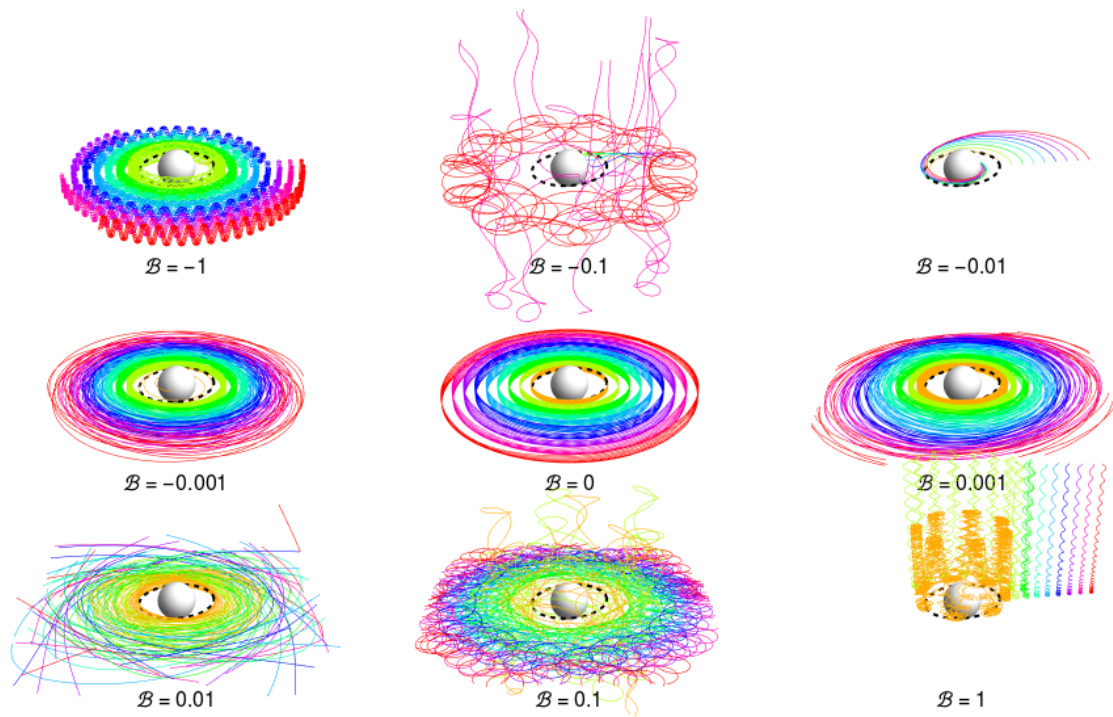 ℬ = −1
ℬ = −0.1
ℬ = −0.01
ℬ = −0.001
ℬ = 0
ℬ = 0.001
ℬ = 0.01
ℬ = 0.1
ℬ = 1